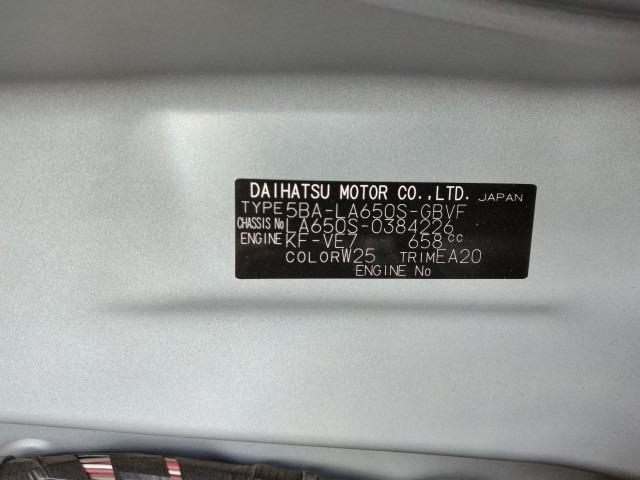 DAIHATSU MOTOR CO.,LTD. JAPAN
TYPE 5BA-LA650S-GBVF
CHASSIS No LA650S-0384226
ENGINE KF-VE7 658cc
COLOR W25 TRIM EA20
ENGINE No